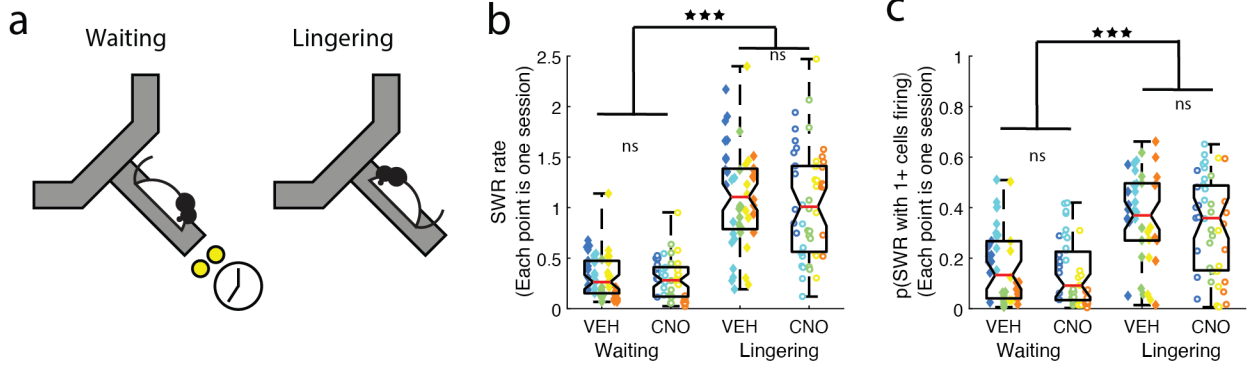 a
Waiting
Lingering
b
SWR rate
(Each point is one session)
2.5
2
1.5
1
0.5
0
★★★
ns
ns
VEH
CNO
VEH
CNO
Waiting
Lingering
c
p(SWR with 1+ cells firing)
(Each point is one session)
1
0.8
0.6
0.4
0.2
0
★★★
ns
ns
VEH
CNO
VEH
CNO
Waiting
Lingering